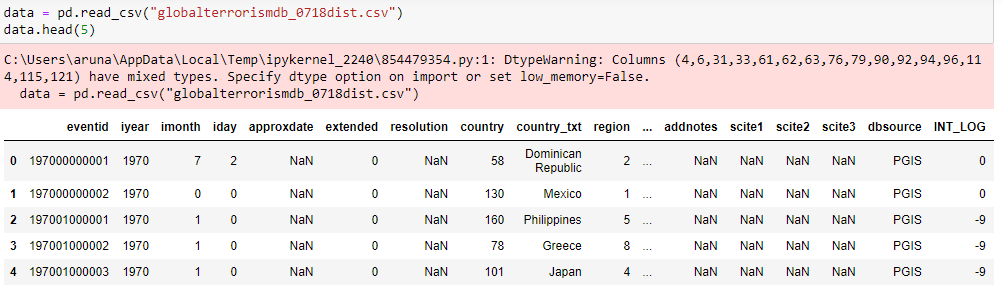 data = pd.read_csv("globalterrorismdb_0718dist.csv")
data.head(5)
C:\Users\aruna\AppData\Local\Temp\ipykernel_2240\854479354.py:1: DtypeWarning: Columns (4,6,31,33,61,62,63,76,79,90,92,94,96,11
4,115,121) have mixed types. Specify dtype option on import or set low_memory=False.
  data = pd.read_csv("globalterrorismdb_0718dist.csv")
eventid iyear imonth iday approxdate extended resolution country country_txt region ... addnotes scite1 scite2 scite3 dbsource INT_LOG
0 197000000001 1970 7 2 NaN 0 NaN 58 Dominican Republic 2 ... NaN NaN NaN NaN PGIS 0
1 197000000002 1970 0 0 NaN 0 NaN 130 Mexico 1 ... NaN NaN NaN NaN PGIS 0
2 197001000001 1970 1 0 NaN 0 NaN 160 Philippines 5 ... NaN NaN NaN NaN PGIS -9
3 197001000002 1970 1 0 NaN 0 NaN 78 Greece 8 ... NaN NaN NaN NaN PGIS -9
4 197001000003 1970 1 0 NaN 0 NaN 101 Japan 4 ... NaN NaN NaN NaN PGIS -9